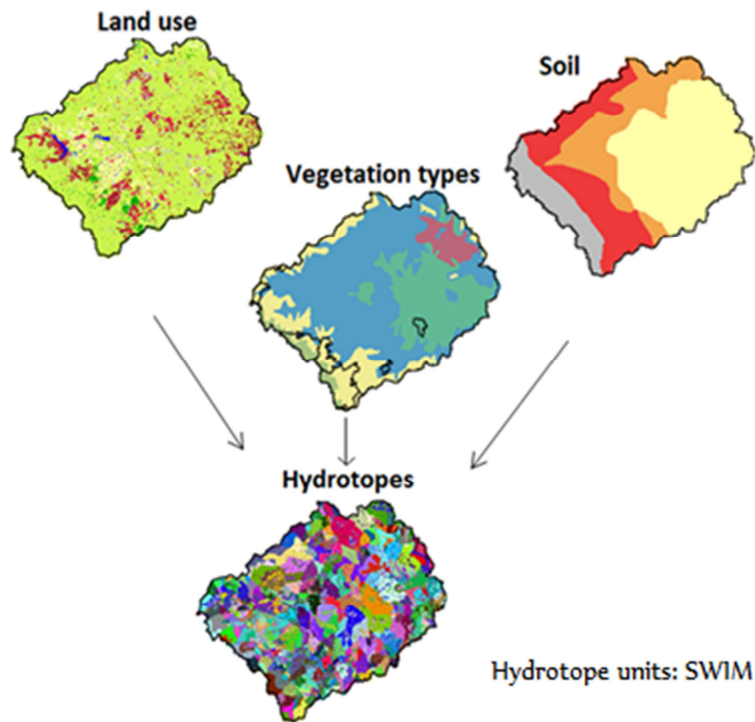 Land use
Soil
Vegetation types
Hydrotopes
Hydrotope units: SWIM